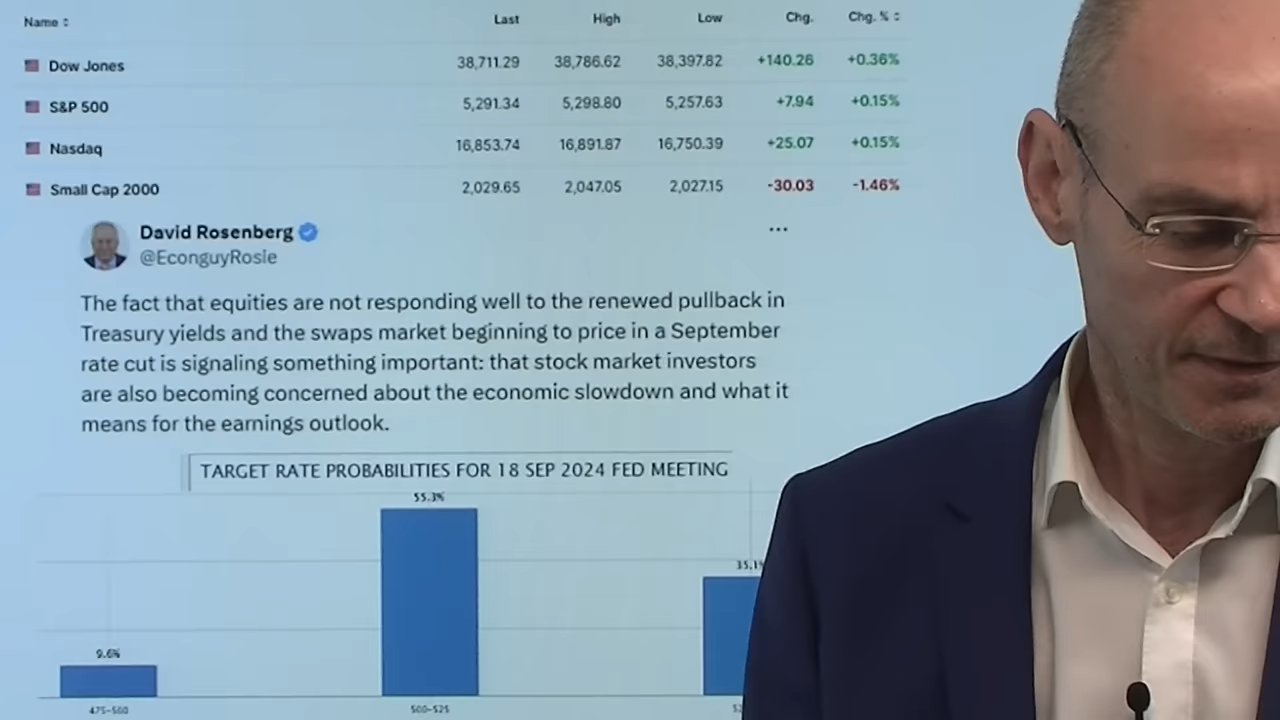 Name Last High Low Chg. Chg. %
Dow Jones 38,711.29 38,786.62 38,397.82 +140.26 +0.36%
S&P 500 5,291.34 5,298.80 5,257.63 +7.94 +0.15%
Nasdaq 16,853.74 16,891.87 16,750.39 +25.07 +0.15%
Small Cap 2000 2,029.65 2,047.05 2,027.15 -30.03 -1.46%
David Rosenberg
@EconguyRosie
The fact that equities are not responding well to the renewed pullback in
Treasury yields and the swaps market beginning to price in a September
rate cut is signaling something important: that stock market investors
are also becoming concerned about the economic slowdown and what it
means for the earnings outlook.
TARGET RATE PROBABILITIES FOR 18 SEP 2024 FED MEETING
55.3%
35.1%
9.6%
475-500 500-525